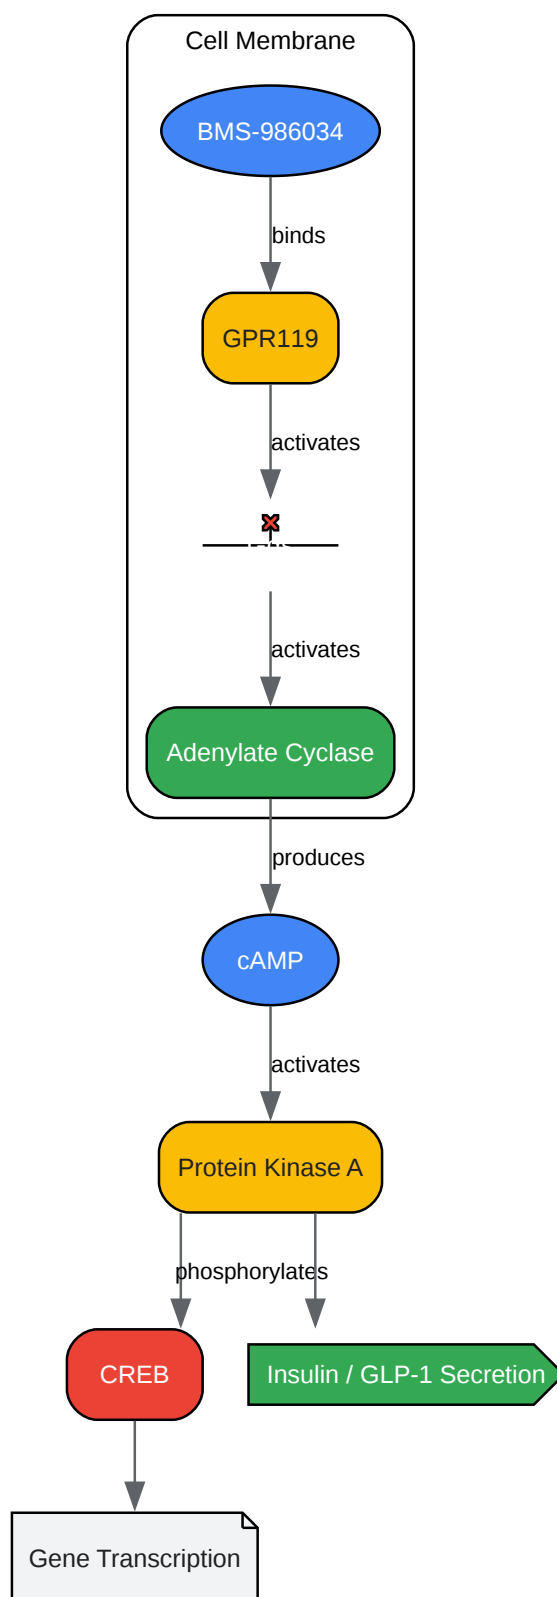 Cell Membrane
BMS-986034
binds
GPR119
activates
activates
Adenylate Cyclase
produces
cAMP
activates
Protein Kinase A
phosphorylates
CREB
Insulin / GLP-1 Secretion
Gene Transcription